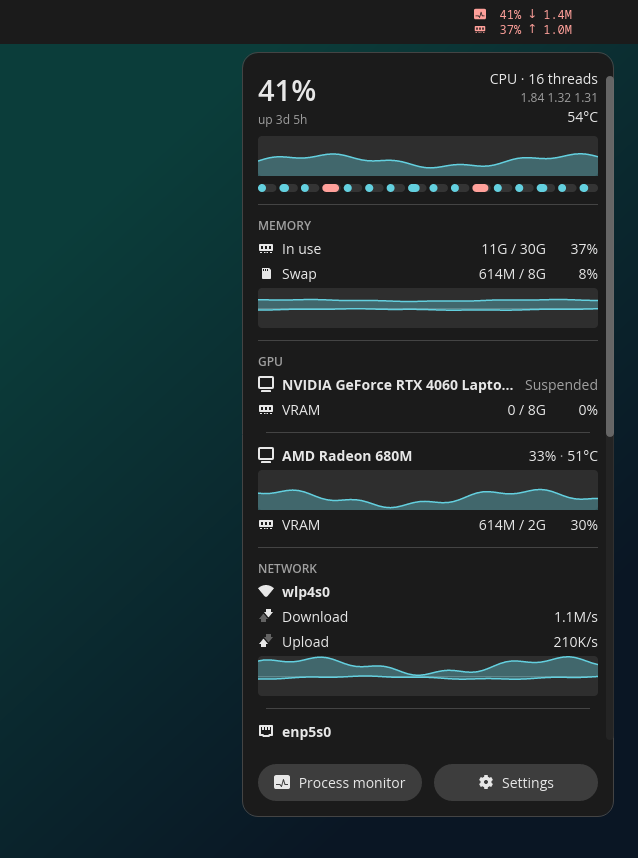 41% ↓ 1.4M
37% ↑ 1.0M
41%
CPU · 16 threads
1.84 1.32 1.31
up 3d 5h
54°C
MEMORY
In use 11G / 30G 37%
Swap 614M / 8G 8%
GPU
NVIDIA GeForce RTX 4060 Lapto... Suspended
VRAM 0 / 8G 0%
AMD Radeon 680M 33% · 51°C
VRAM 614M / 2G 30%
NETWORK
wlp4s0
Download 1.1M/s
Upload 210K/s
enp5s0
Process monitor Settings